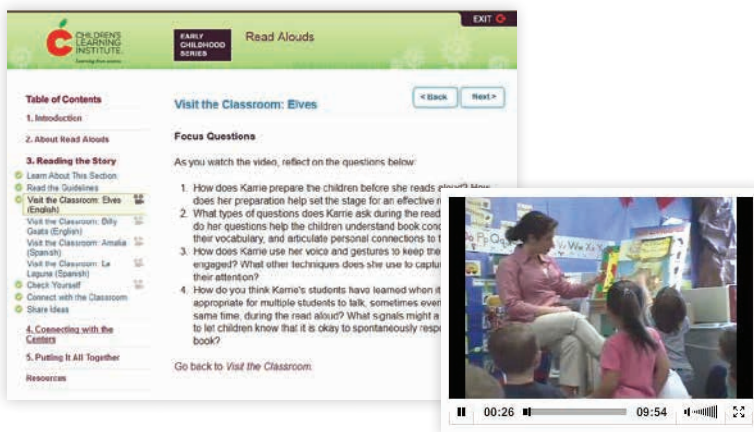 EXIT
CHILDREN'S
LEARNING
INSTITUTE.
EARLY
CHILDHOOD
SERIES
Read Alouds
Table of Contents
1. Introduction
2. About Read Alouds
3. Reading the Story
Learn About This Section
Read the Guidelines
Visit the Classroom: Elves
(English)
Visit the Classroom: Billy
Goats (English)
Visit the Classroom: Amalia
(Spanish)
Visit the Classroom: La
Laguna (Spanish)
Check Yourself
Connect with the Classroom
Share Ideas
4. Connecting with the
Centers
5. Putting It All Together
Resources
Visit the Classroom: Elves
< Back
Next >
Focus Questions
As you watch the video, reflect on the questions below:
1. How does Karrie prepare the children before she reads aloud? How
does her preparation help set the stage for an effective
2. What types of questions does Karrie ask during the read
do her questions help the children understand book
their vocabulary, and articulate personal connections to
3. How does Karrie use her voice and gestures to keep the
engaged? What other techniques does she use to
their attention?
4. How do you think Karrie's students have learned when it
appropriate for multiple students to talk, sometimes even
same time, during the read aloud? What signals might a
to let children know that it is okay to spontaneously
book?
Go back to Visit the Classroom.
00:26
09:54